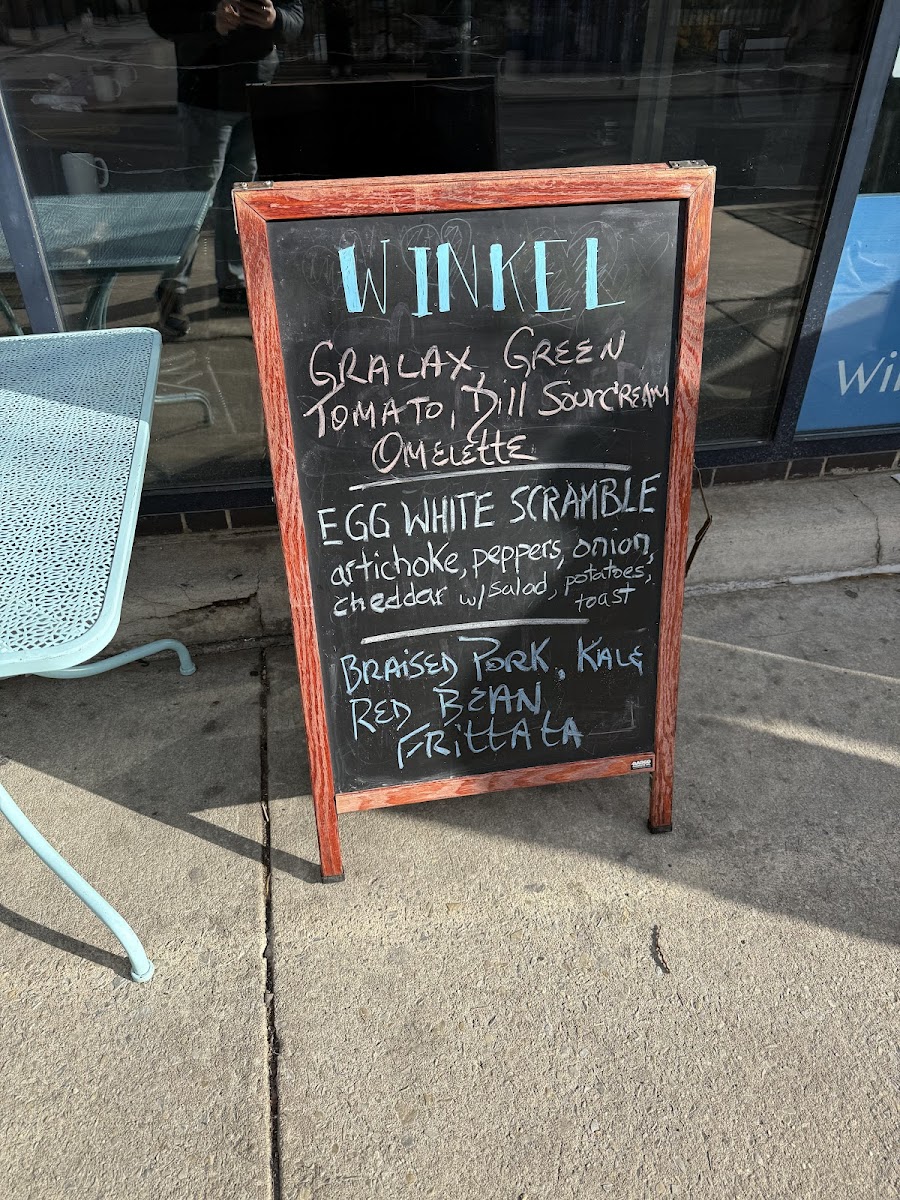 WINKEL
GRALAX, GREEN
TOMATO, Dill SOURCREAM
OMELETTE
EGG WHITE SCRAMBLE
artichoke, peppers, onion,
cheddar w/salad, potatoes,
toast
BRAISED PORK, KALE
RED BEAN,
FRITTATA
Wi